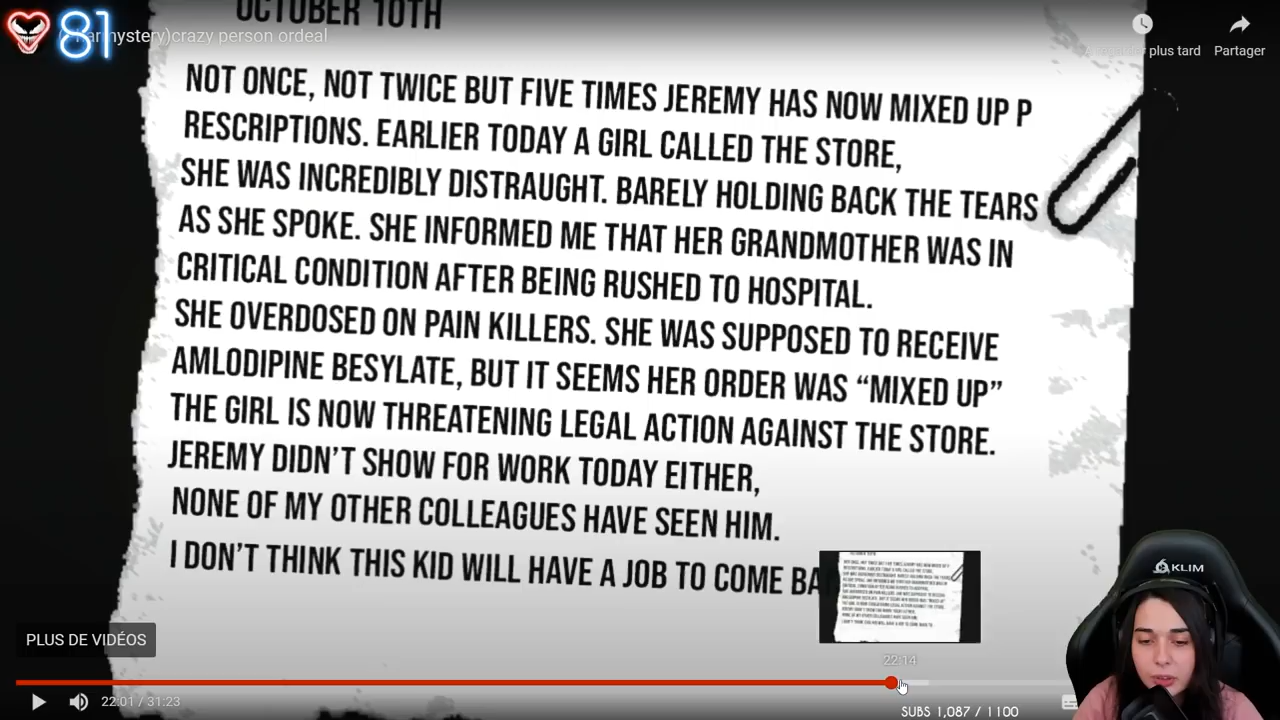 OCTOBER 10TH
81
mystery)crazy person ordeal
plus tard
Partager
NOT ONCE, NOT TWICE BUT FIVE TIMES JEREMY HAS NOW MIXED UP P
RESCRIPTIONS. EARLIER TODAY A GIRL CALLED THE STORE,
SHE WAS INCREDIBLY DISTRAUGHT. BARELY HOLDING BACK THE TEARS
AS SHE SPOKE. SHE INFORMED ME THAT HER GRANDMOTHER WAS IN
CRITICAL CONDITION AFTER BEING RUSHED TO HOSPITAL.
SHE OVERDOSED ON PAIN KILLERS. SHE WAS SUPPOSED TO RECEIVE
AMLODIPINE BESYLATE, BUT IT SEEMS HER ORDER WAS “MIXED UP”
THE GIRL IS NOW THREATENING LEGAL ACTION AGAINST THE STORE.
JEREMY DIDN’T SHOW FOR WORK TODAY EITHER,
NONE OF MY OTHER COLLEAGUES HAVE SEEN HIM.
I DON’T THINK THIS KID WILL HAVE A JOB TO COME BA
KLIM
PLUS DE VIDÉOS
22:14
22:01 / 31:23
SUBS 1,087 / 1100